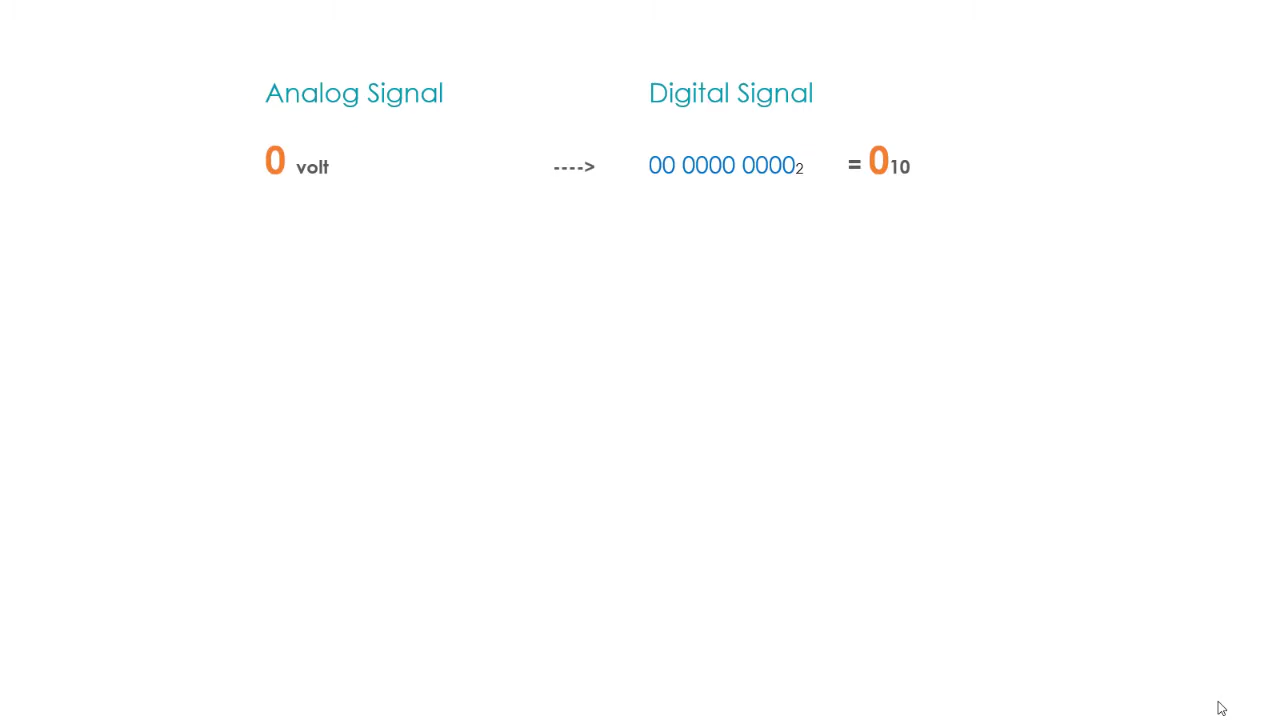 Analog Signal Digital Signal
0 volt ----> 00 0000 0000₂ = 0₁₀